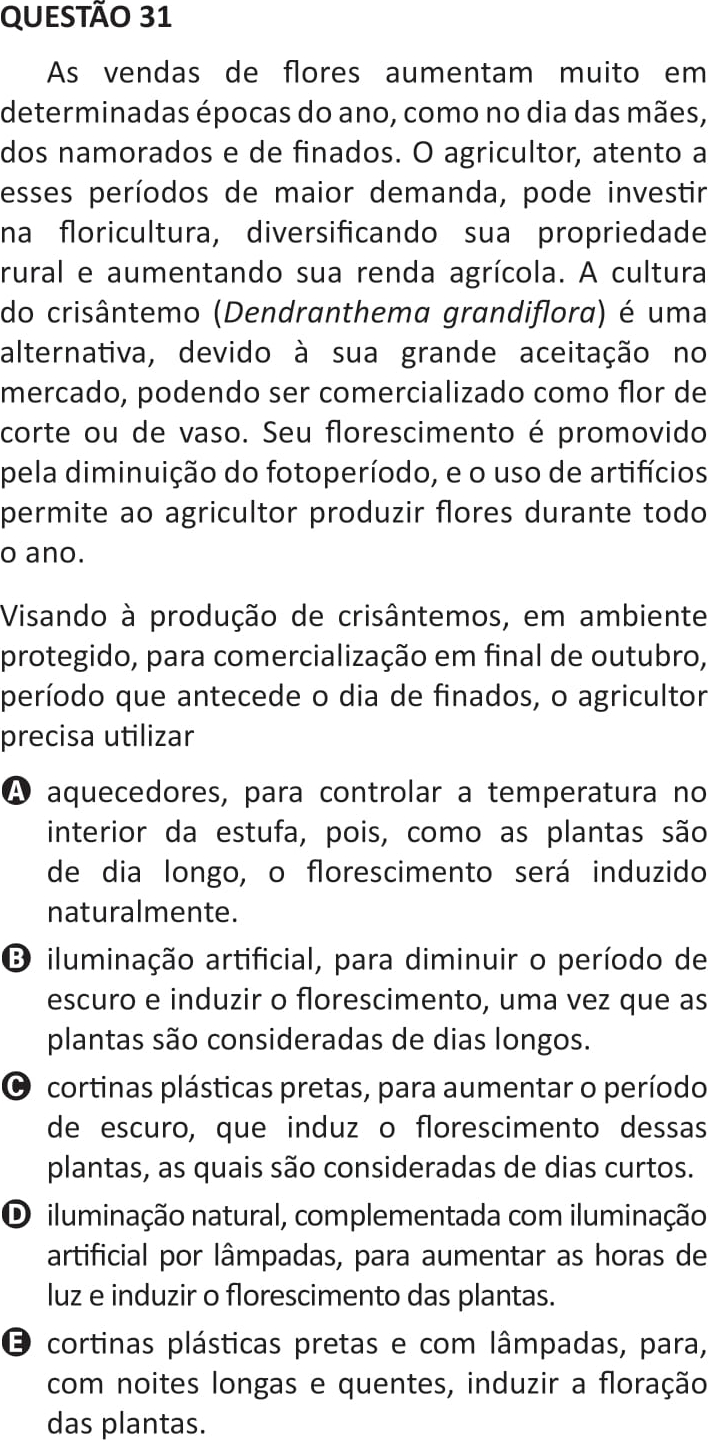 QUESTÃO 31
As vendas de flores aumentam muito em
determinadas épocas do ano, como no dia das mães,
dos namorados e de finados. O agricultor, atento a
esses períodos de maior demanda, pode investir
na floricultura, diversificando sua propriedade
rural e aumentando sua renda agrícola. A cultura
do crisântemo (Dendranthema grandiflora) é uma
alternativa, devido à sua grande aceitação no
mercado, podendo ser comercializado como flor de
corte ou de vaso. Seu florescimento é promovido
pela diminuição do fotoperíodo, e o uso de artifícios
permite ao agricultor produzir flores durante todo
o ano.
Visando à produção de crisântemos, em ambiente
protegido, para comercialização em final de outubro,
período que antecede o dia de finados, o agricultor
precisa utilizar
A aquecedores, para controlar a temperatura no
interior da estufa, pois, como as plantas são
de dia longo, o florescimento será induzido
naturalmente.
B iluminação artificial, para diminuir o período de
escuro e induzir o florescimento, uma vez que as
plantas são consideradas de dias longos.
C cortinas plásticas pretas, para aumentar o período
de escuro, que induz o florescimento dessas
plantas, as quais são consideradas de dias curtos.
D iluminação natural, complementada com iluminação
artificial por lâmpadas, para aumentar as horas de
luz e induzir o florescimento das plantas.
E cortinas plásticas pretas e com lâmpadas, para,
com noites longas e quentes, induzir a floração
das plantas.